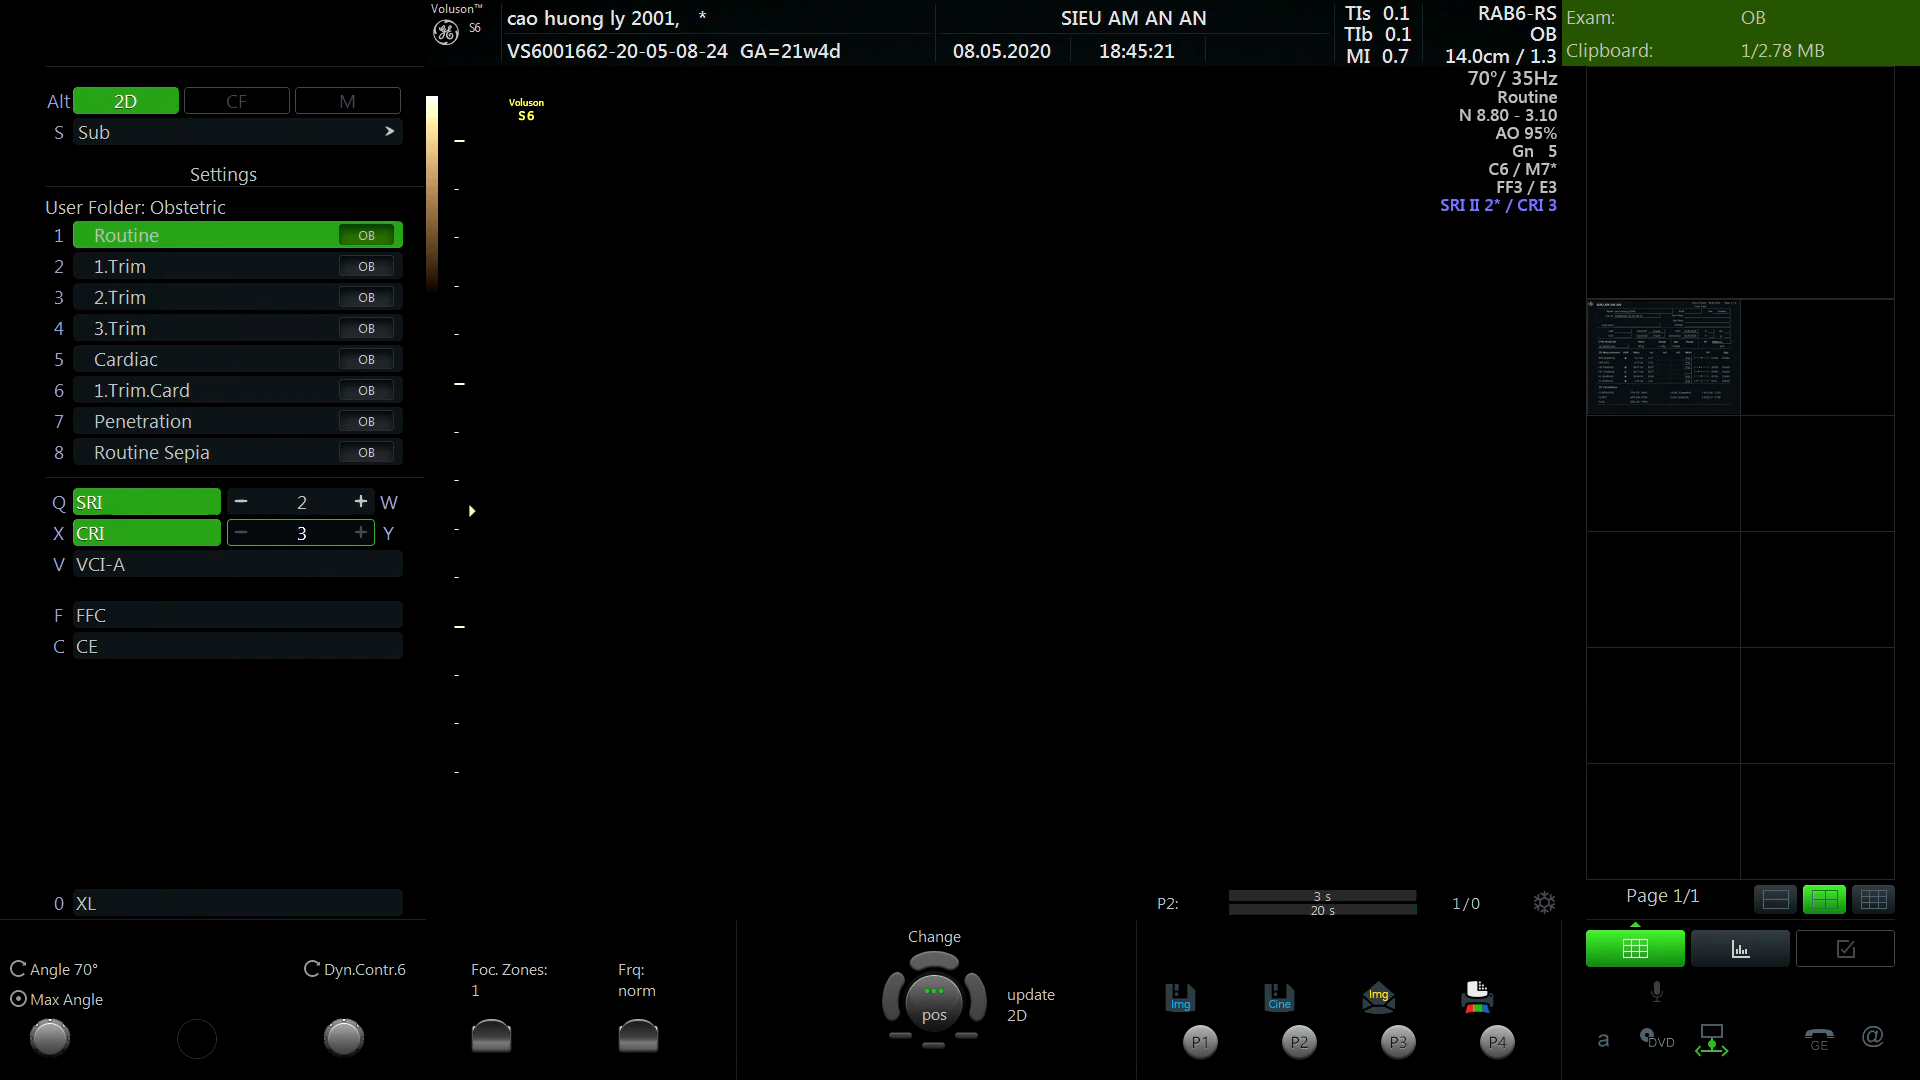 Voluson™
S6
cao huong ly 2001,   *
VS6001662-20-05-08-24  GA=21w4d
SIEU AM AN AN
08.05.2020
18:45:21
TIs 0.1
TIb 0.1
MI 0.7
RAB6-RS
OB
14.0cm / 1.3
70°/ 35Hz
Routine
N 8.80 - 3.10
AO 95%
Gn 5
C6 / M7*
FF3 / E3
SRI II 2* / CRI 3
Exam: OB
Clipboard: 1/2.78 MB
Voluson
S6
Alt 2D CF M
S Sub >
Settings
User Folder: Obstetric
1 Routine OB
2 1.Trim OB
3 2.Trim OB
4 3.Trim OB
5 Cardiac OB
6 1.Trim.Card OB
7 Penetration OB
8 Routine Sepia OB
Q SRI − 2 + W
X CRI − 3 + Y
V VCI-A
F FFC
C CE
0 XL
P2: 3 s
20 s
1/0
Page 1/1
Angle 70°
Max Angle
Dyn.Contr.6
Foc. Zones:
1
Frq:
norm
Change
pos
update
2D
Img Cine Img
P1 P2 P3 P4
a DVD GE @